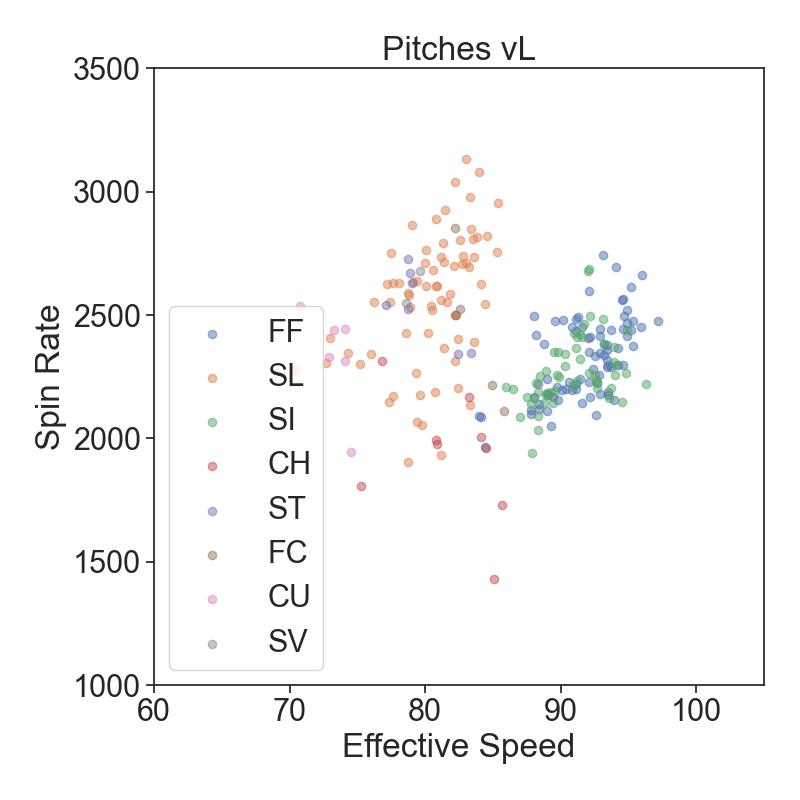 Pitches vL
3500
3000
2500
2000
1500
1000
Spin Rate
FF
SL
SI
CH
ST
FC
CU
SV
60 70 80 90 100
Effective Speed